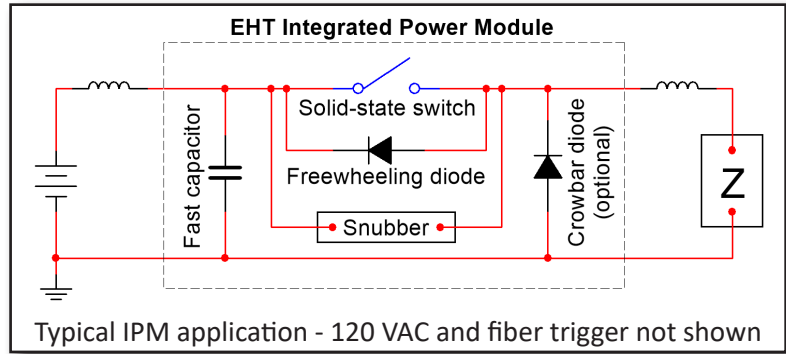 EHT Integrated Power Module
Solid-state switch
Freewheeling diode
Snubber
Fast capacitor
Crowbar diode
(optional)
Z
Typical IPM application - 120 VAC and fiber trigger not shown